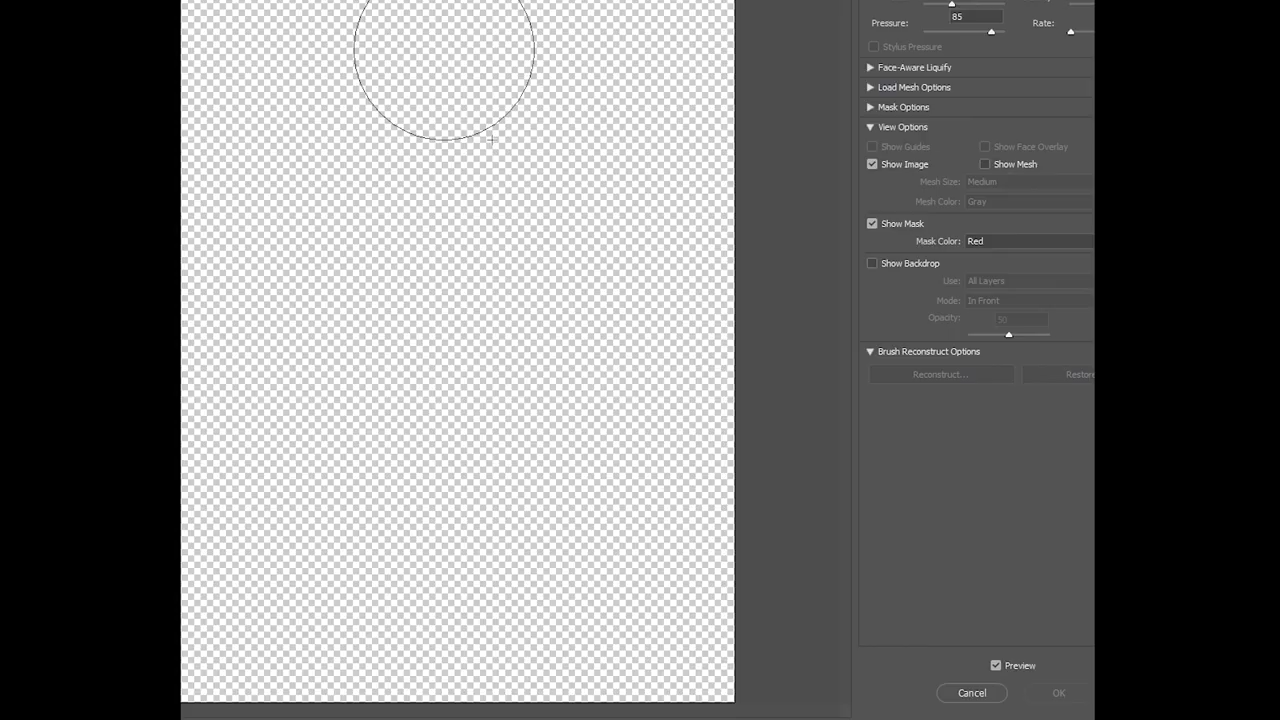 85
Pressure: Rate:
Stylus Pressure
Face-Aware Liquify
Load Mesh Options
Mask Options
View Options
Show Guides Show Face Overlay
Show Image Show Mesh
Mesh Size: Medium
Mesh Color: Gray
Show Mask
Mask Color: Red
Show Backdrop
Use: All Layers
Mode: In Front
Opacity: 50
Brush Reconstruct Options
Reconstruct... Restore
Preview
Cancel OK